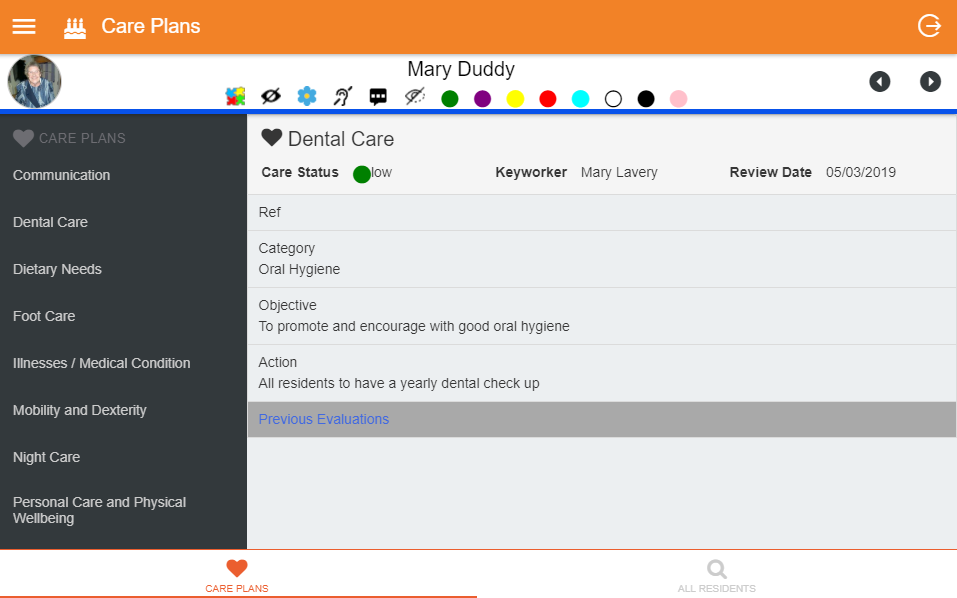 Care Plans
Mary Duddy
CARE PLANS
Communication
Dental Care
Dietary Needs
Foot Care
Illnesses / Medical Condition
Mobility and Dexterity
Night Care
Personal Care and Physical
Wellbeing
Dental Care
Care Status low Keyworker Mary Lavery Review Date 05/03/2019
Ref
Category
Oral Hygiene
Objective
To promote and encourage with good oral hygiene
Action
All residents to have a yearly dental check up
Previous Evaluations
CARE PLANS
ALL RESIDENTS